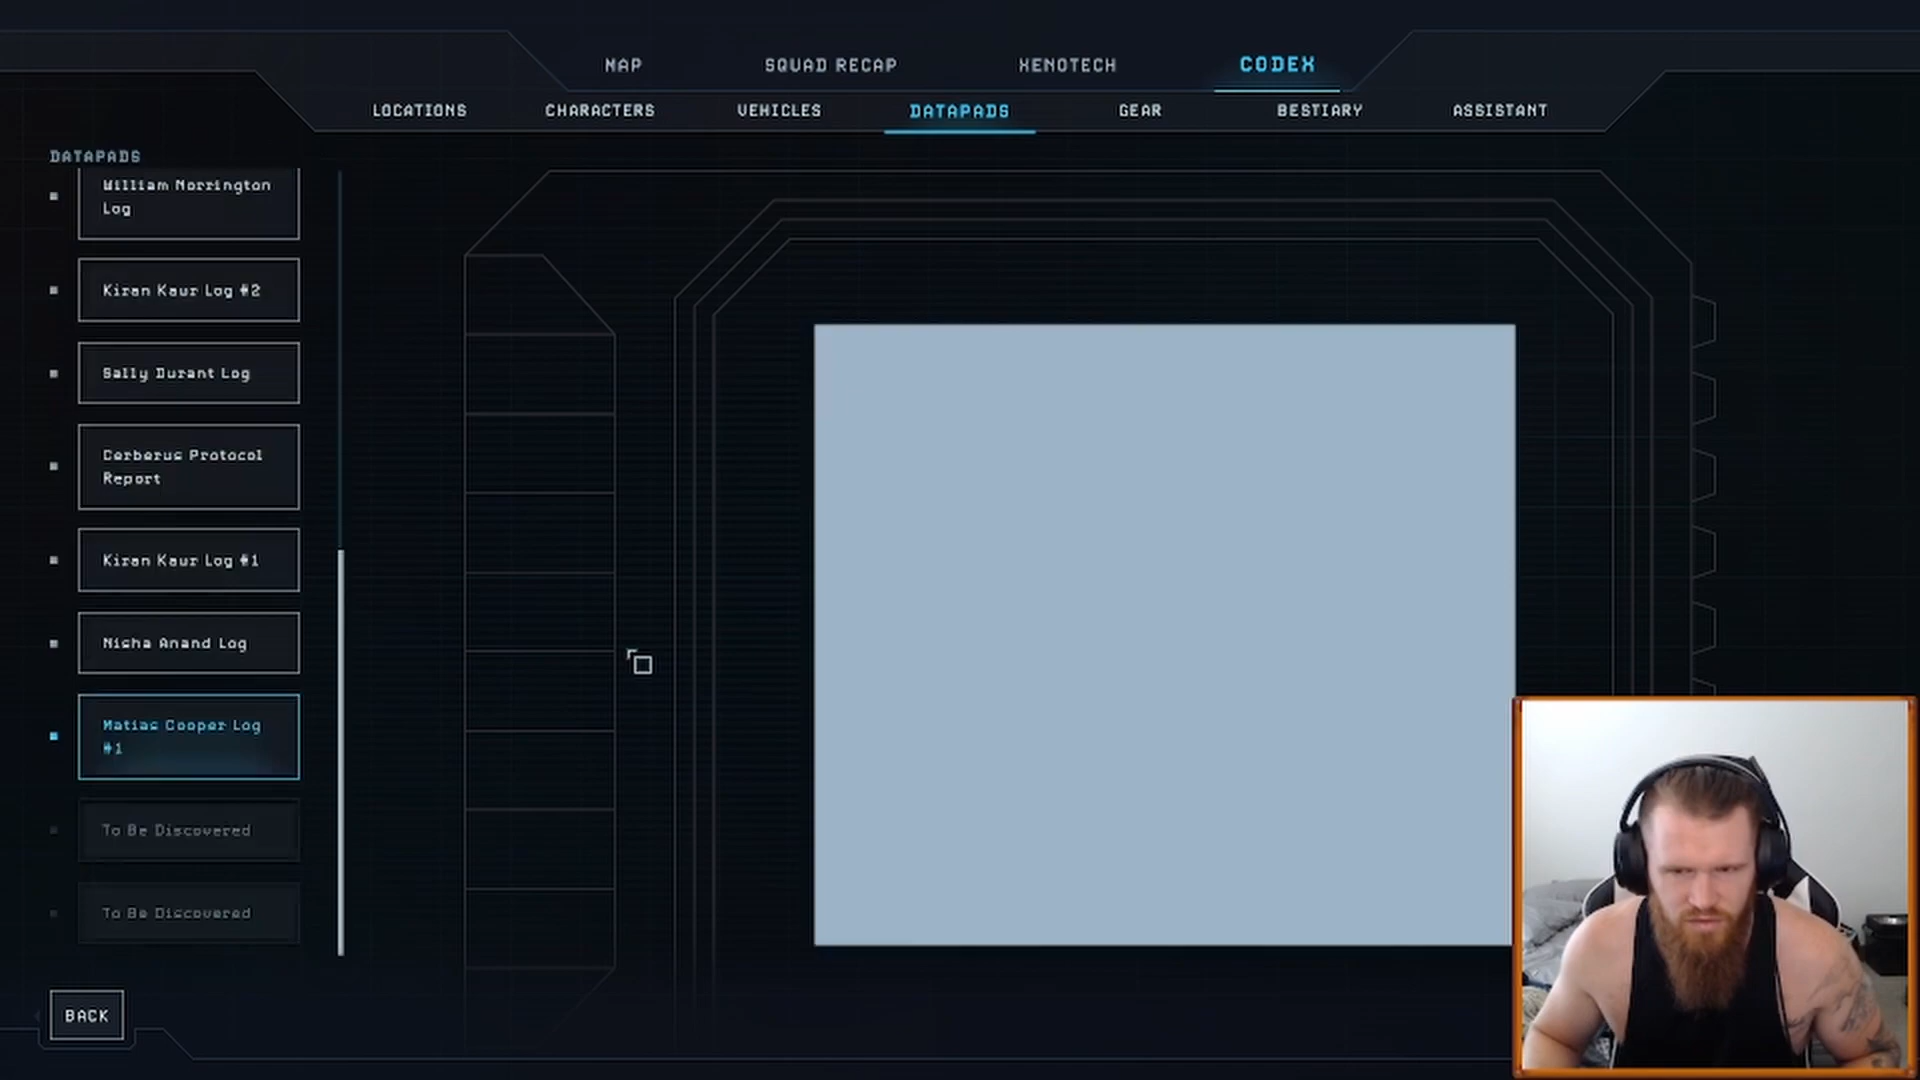 MAP
SQUAD RECAP
XENOTECH
CODEX
LOCATIONS
CHARACTERS
VEHICLES
DATAPADS
GEAR
BESTIARY
ASSISTANT
DATAPADS
William Norrington
Log
Kiran Kaur Log #2
Sally Durant Log
Cerberus Protocol
Report
Kiran Kaur Log #1
Nisha Anand Log
Matias Cooper Log
#1
To Be Discovered
To Be Discovered
BACK